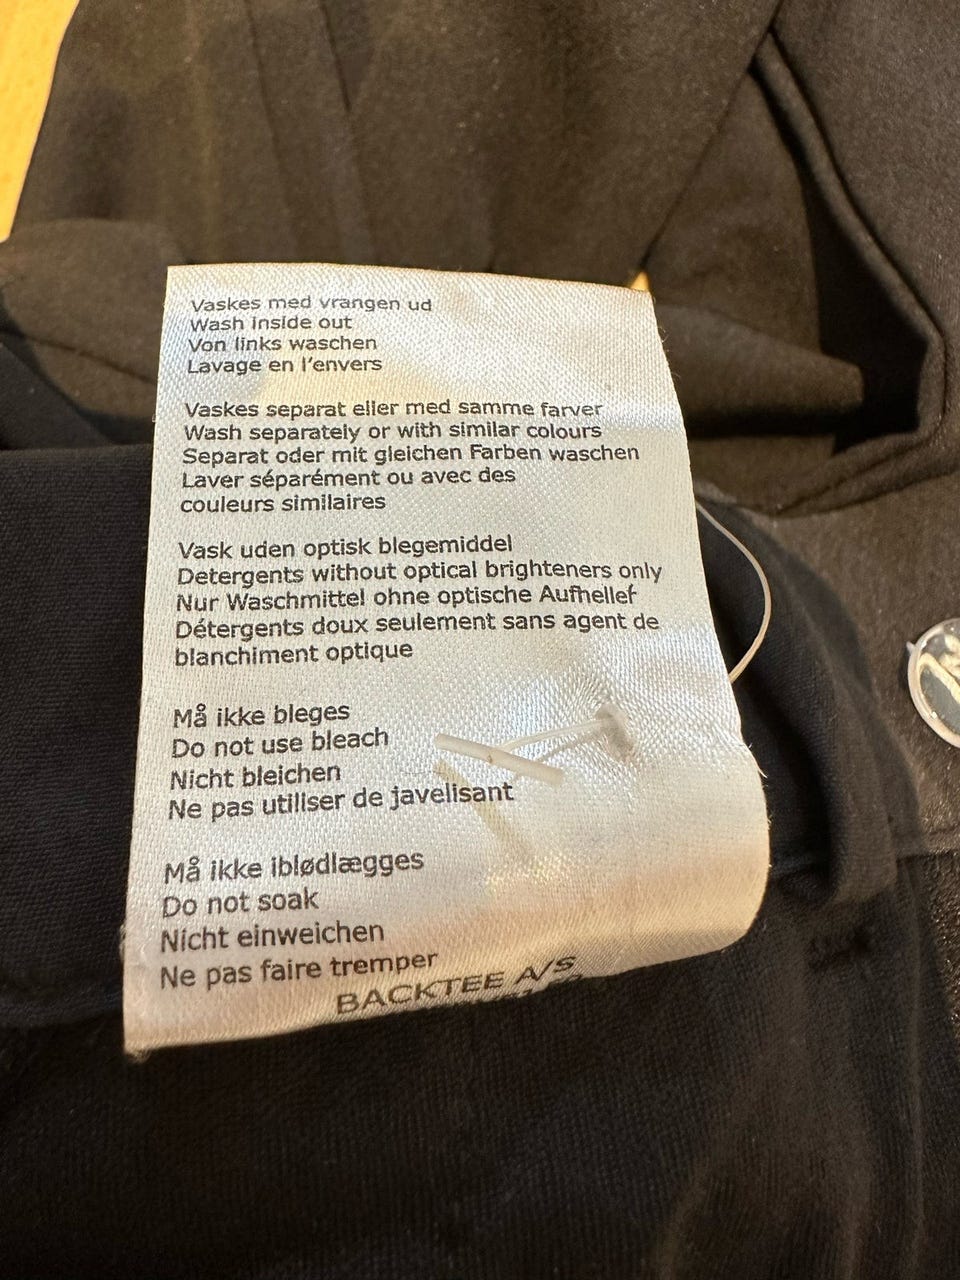 Vaskes med vrangen ud
Wash inside out
Von links waschen
Lavage en l'envers
Vaskes separat eller med samme farver
Wash separately or with similar colours
Separat oder mit gleichen Farben waschen
Laver séparément ou avec des
couleurs similaires
Vask uden optisk blegemiddel
Detergents without optical brighteners only
Nur Waschmittel ohne optische Aufhellef
Détergents doux seulement sans agent de
blanchiment optique
Må ikke bleges
Do not use bleach
Nicht bleichen
Ne pas utiliser de javelisant
Må ikke iblødlægges
Do not soak
Nicht einweichen
Ne pas faire tremper
BACKTEE A/S